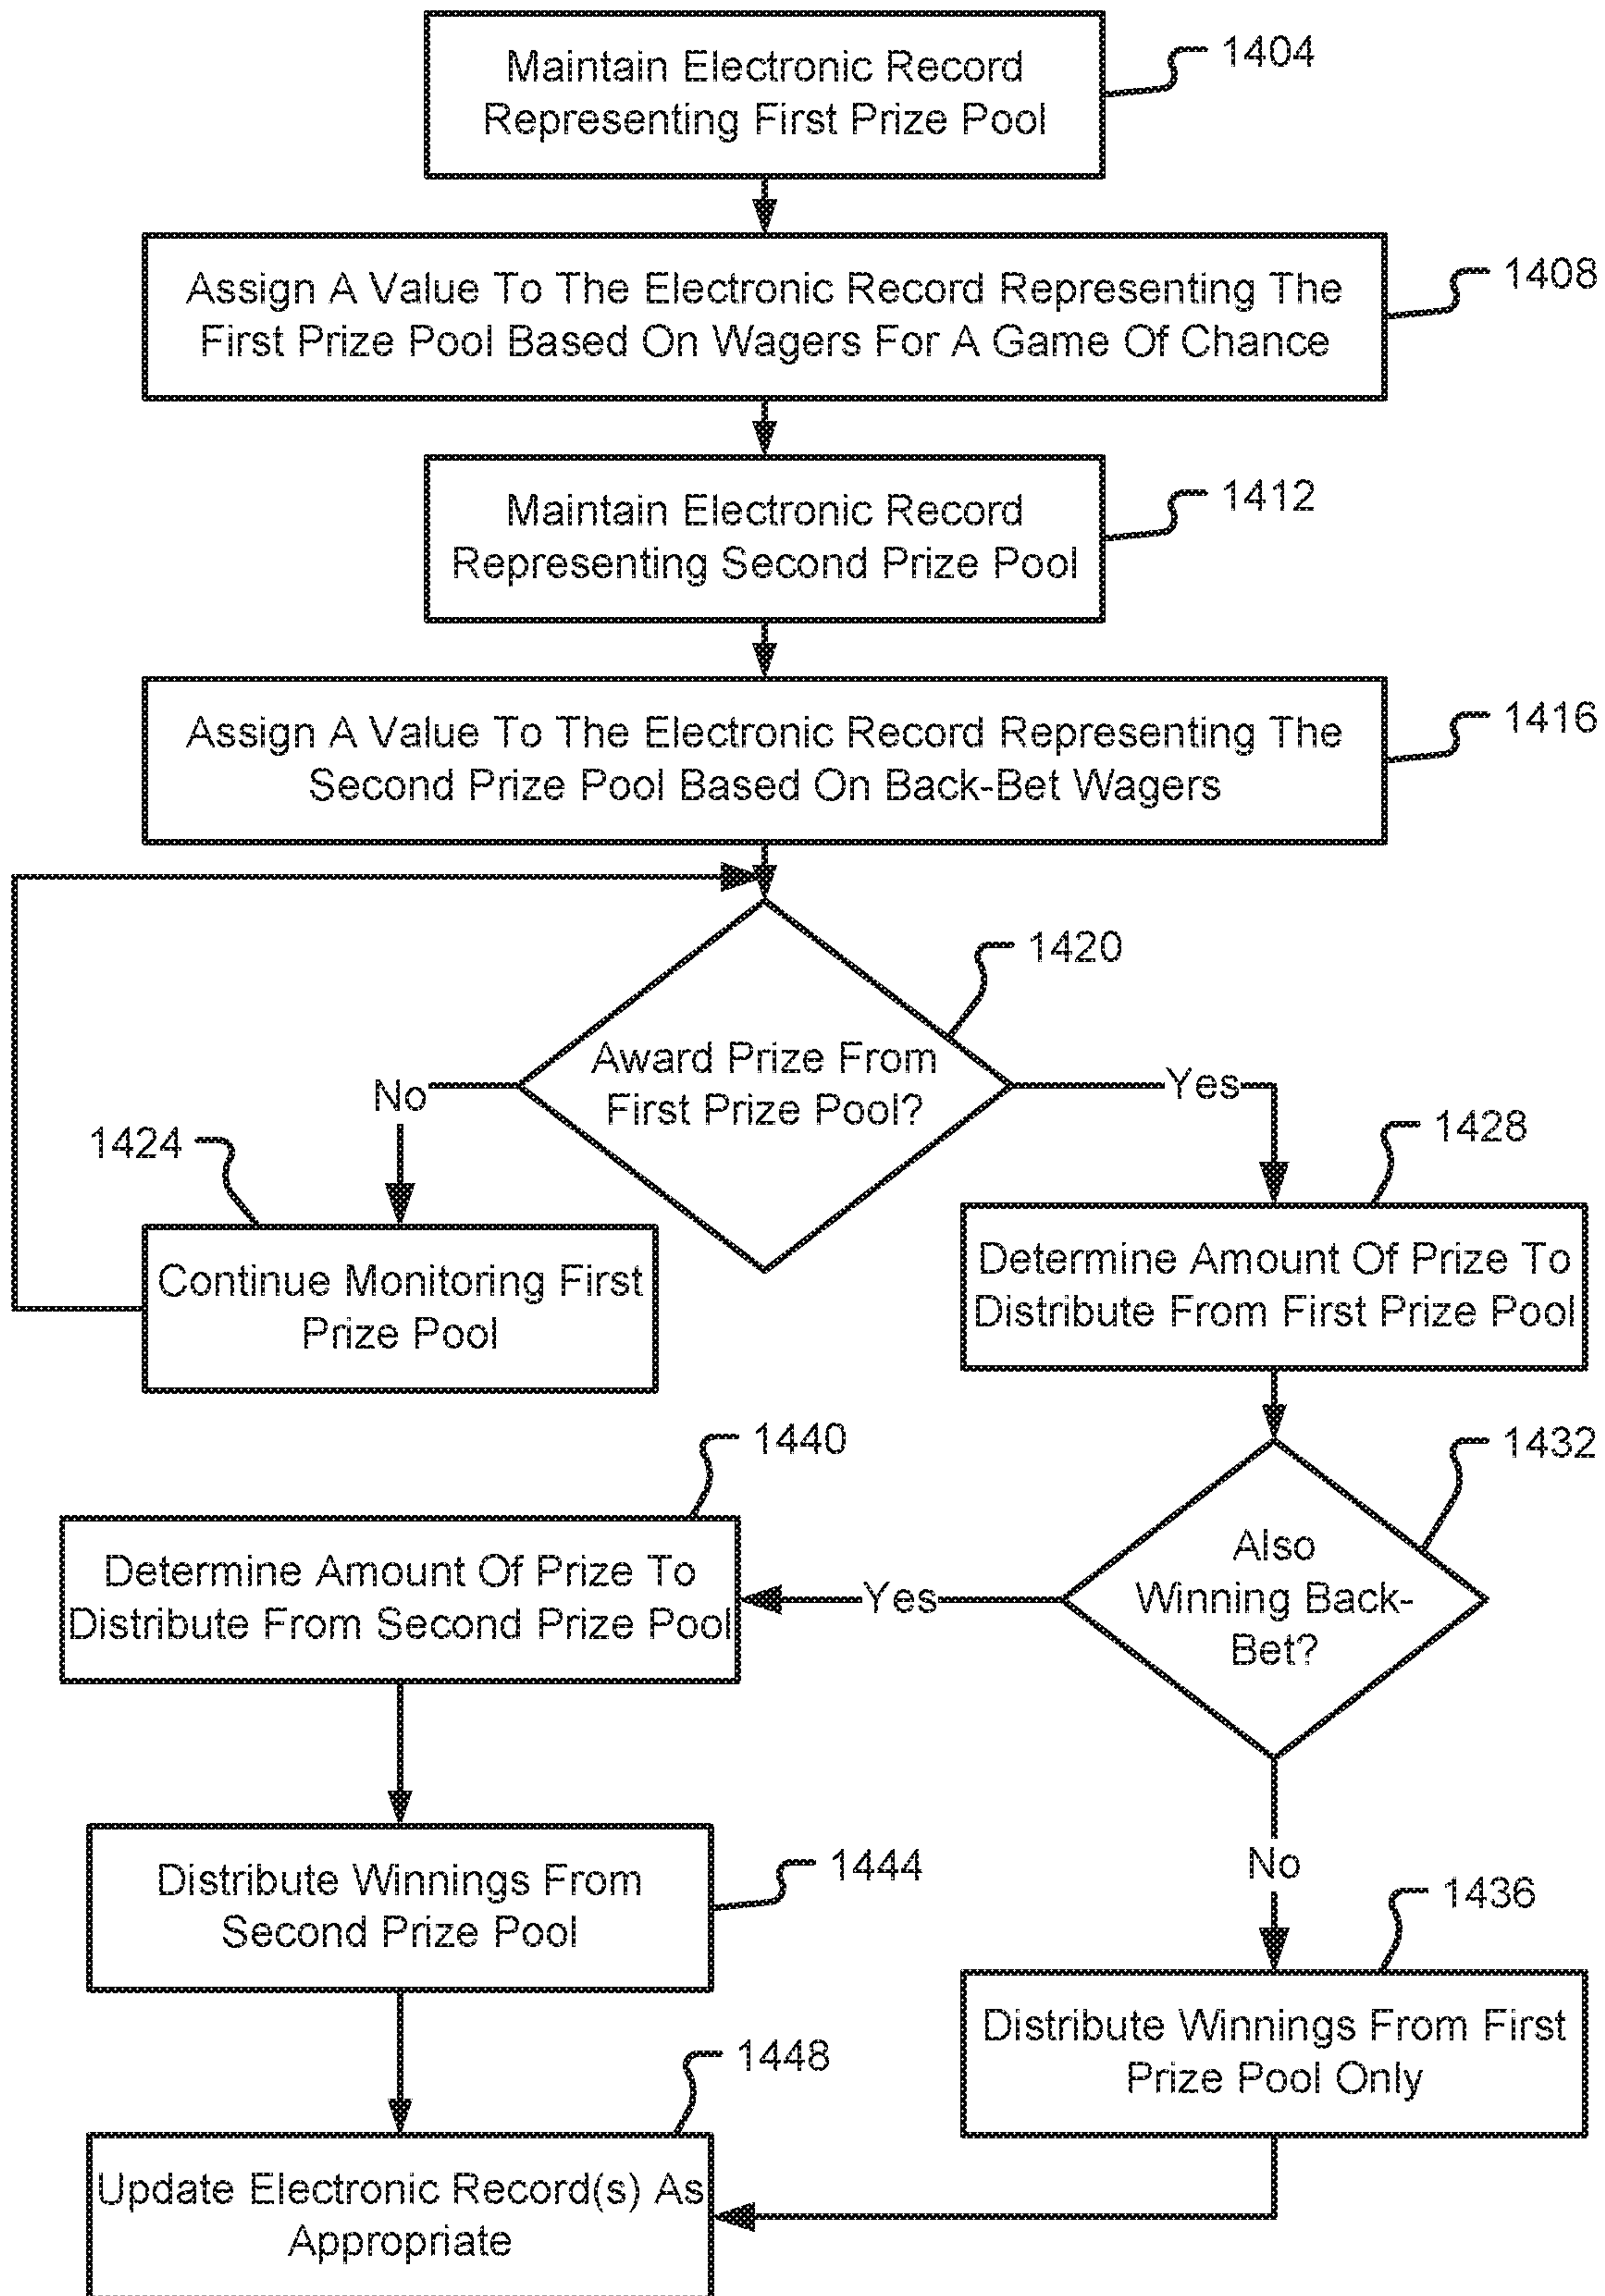 Maintain Electronic Record
Representing First Prize Pool
1404
Assign A Value To The Electronic Record Representing The
First Prize Pool Based On Wagers For A Game Of Chance
1408
Maintain Electronic Record
Representing Second Prize Pool
1412
Assign A Value To The Electronic Record Representing The
Second Prize Pool Based On Back-Bet Wagers
1416
1420
Award Prize From
First Prize Pool?
No
Yes
1424
1428
Continue Monitoring First
Prize Pool
Determine Amount Of Prize To
Distribute From First Prize Pool
1440
1432
Determine Amount Of Prize To
Distribute From Second Prize Pool
Yes
Also
Winning Back-
Bet?
No
Distribute Winnings From
Second Prize Pool
1444
1436
Distribute Winnings From First
Prize Pool Only
1448
Update Electronic Record(s) As
Appropriate